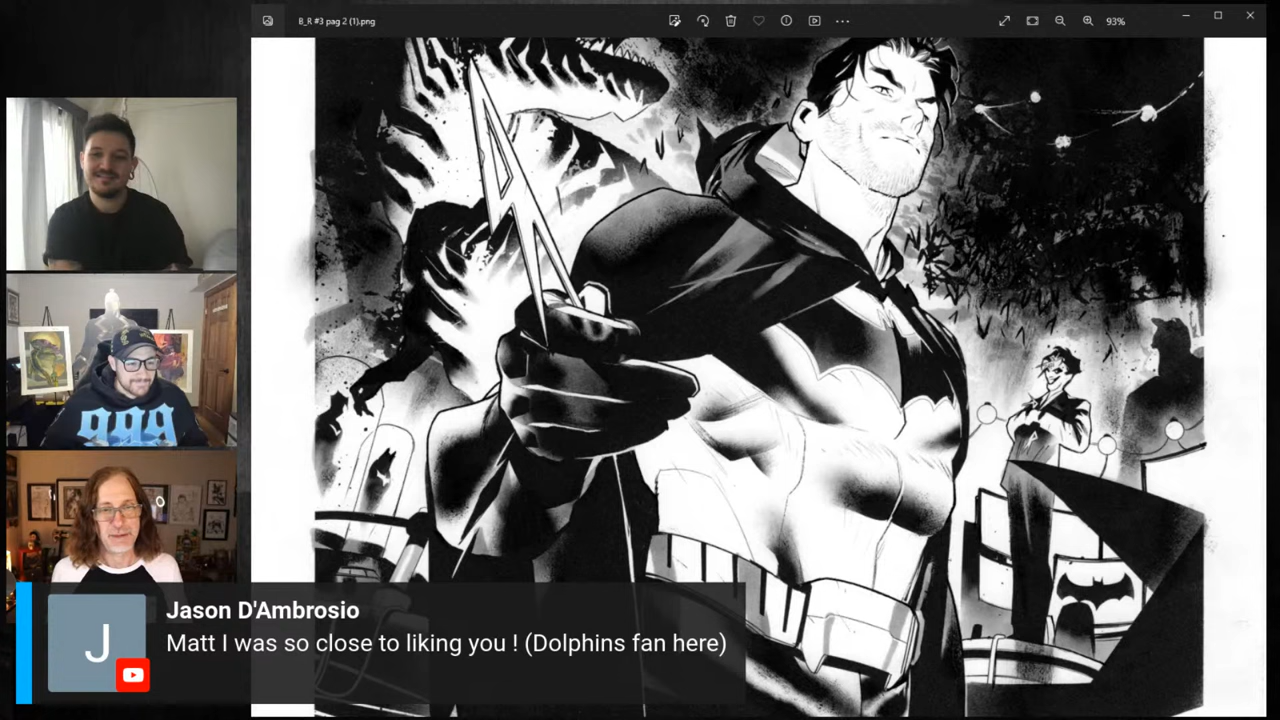 B_R #3 pag 2 (1).png
93%
999
J
Jason D'Ambrosio
Matt I was so close to liking you ! (Dolphins fan here)